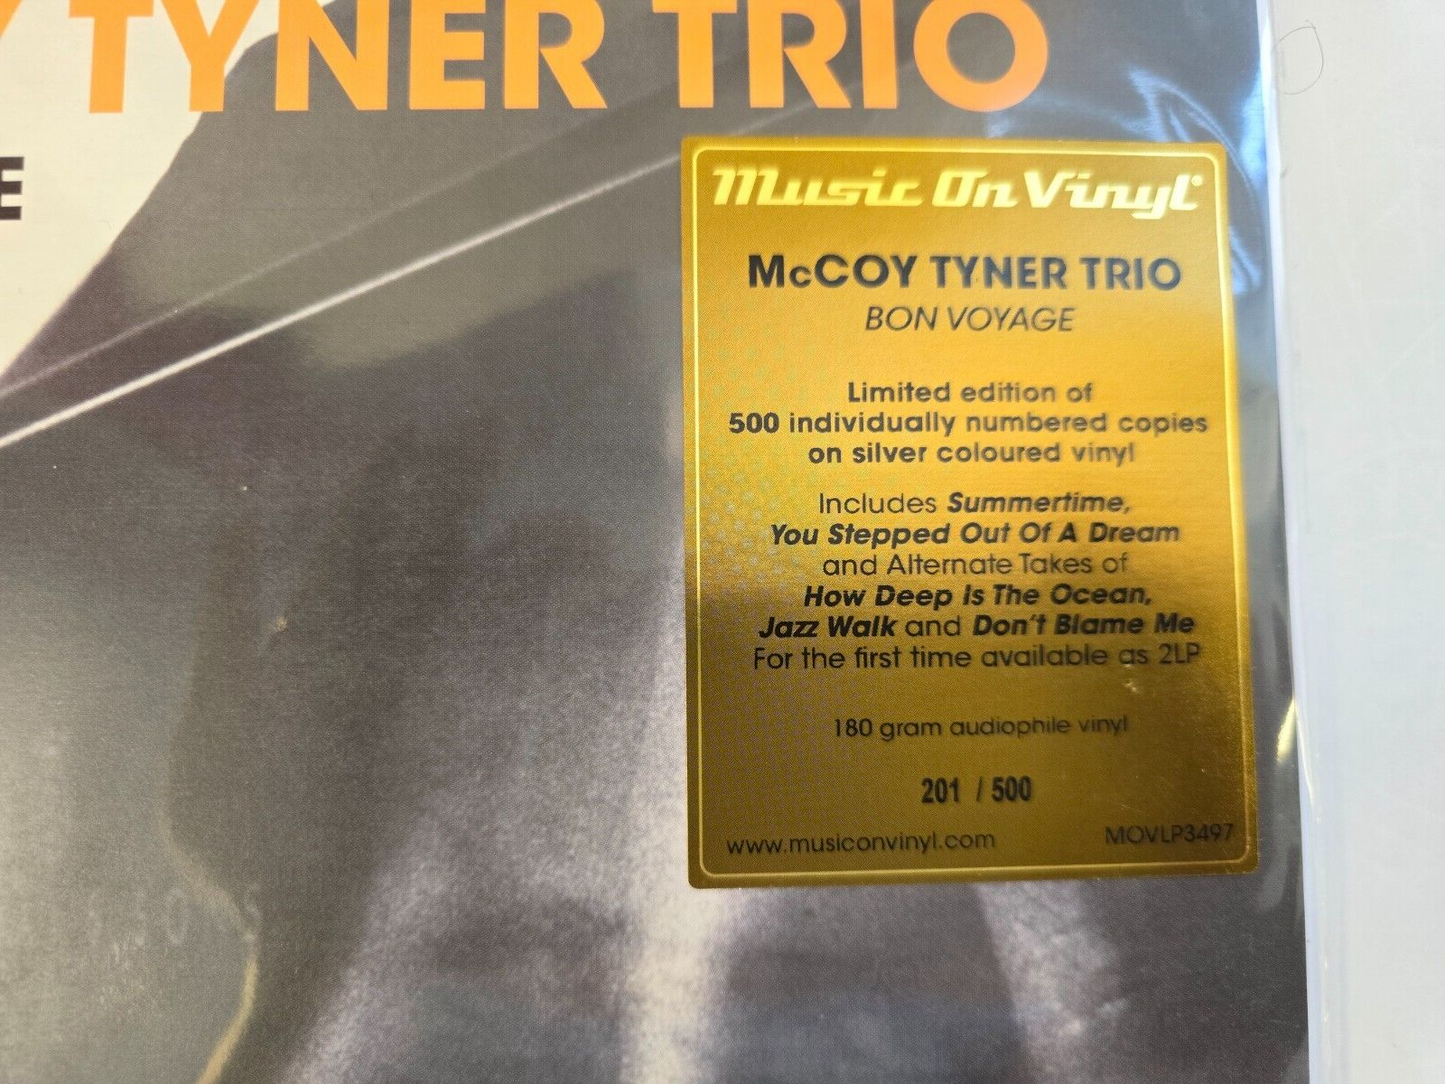 Y TYNER TRIO
E
Music On Vinyl
McCOY TYNER TRIO
BON VOYAGE
Limited edition of
500 individually numbered copies
on silver coloured vinyl
Includes Summertime,
You Stepped Out Of A Dream
and Alternate Takes of
How Deep Is The Ocean,
Jazz Walk and Don't Blame Me
For the first time available as 2LP
180 gram audiophile vinyl
201 / 500
www.musiconvinyl.com MOVLP3497